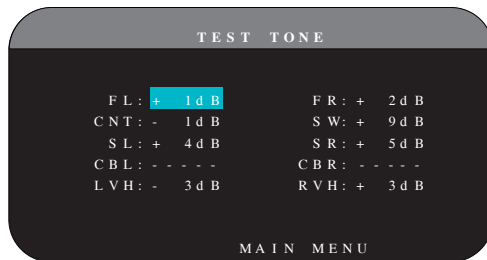 TEST TONE
FL: + 1dB FR: + 2dB
CNT: - 1dB SW: + 9dB
SL: + 4dB SR: + 5dB
CBL: - - - - - CBR: - - - - -
LVH: - 3dB RVH: + 3dB
MAIN MENU